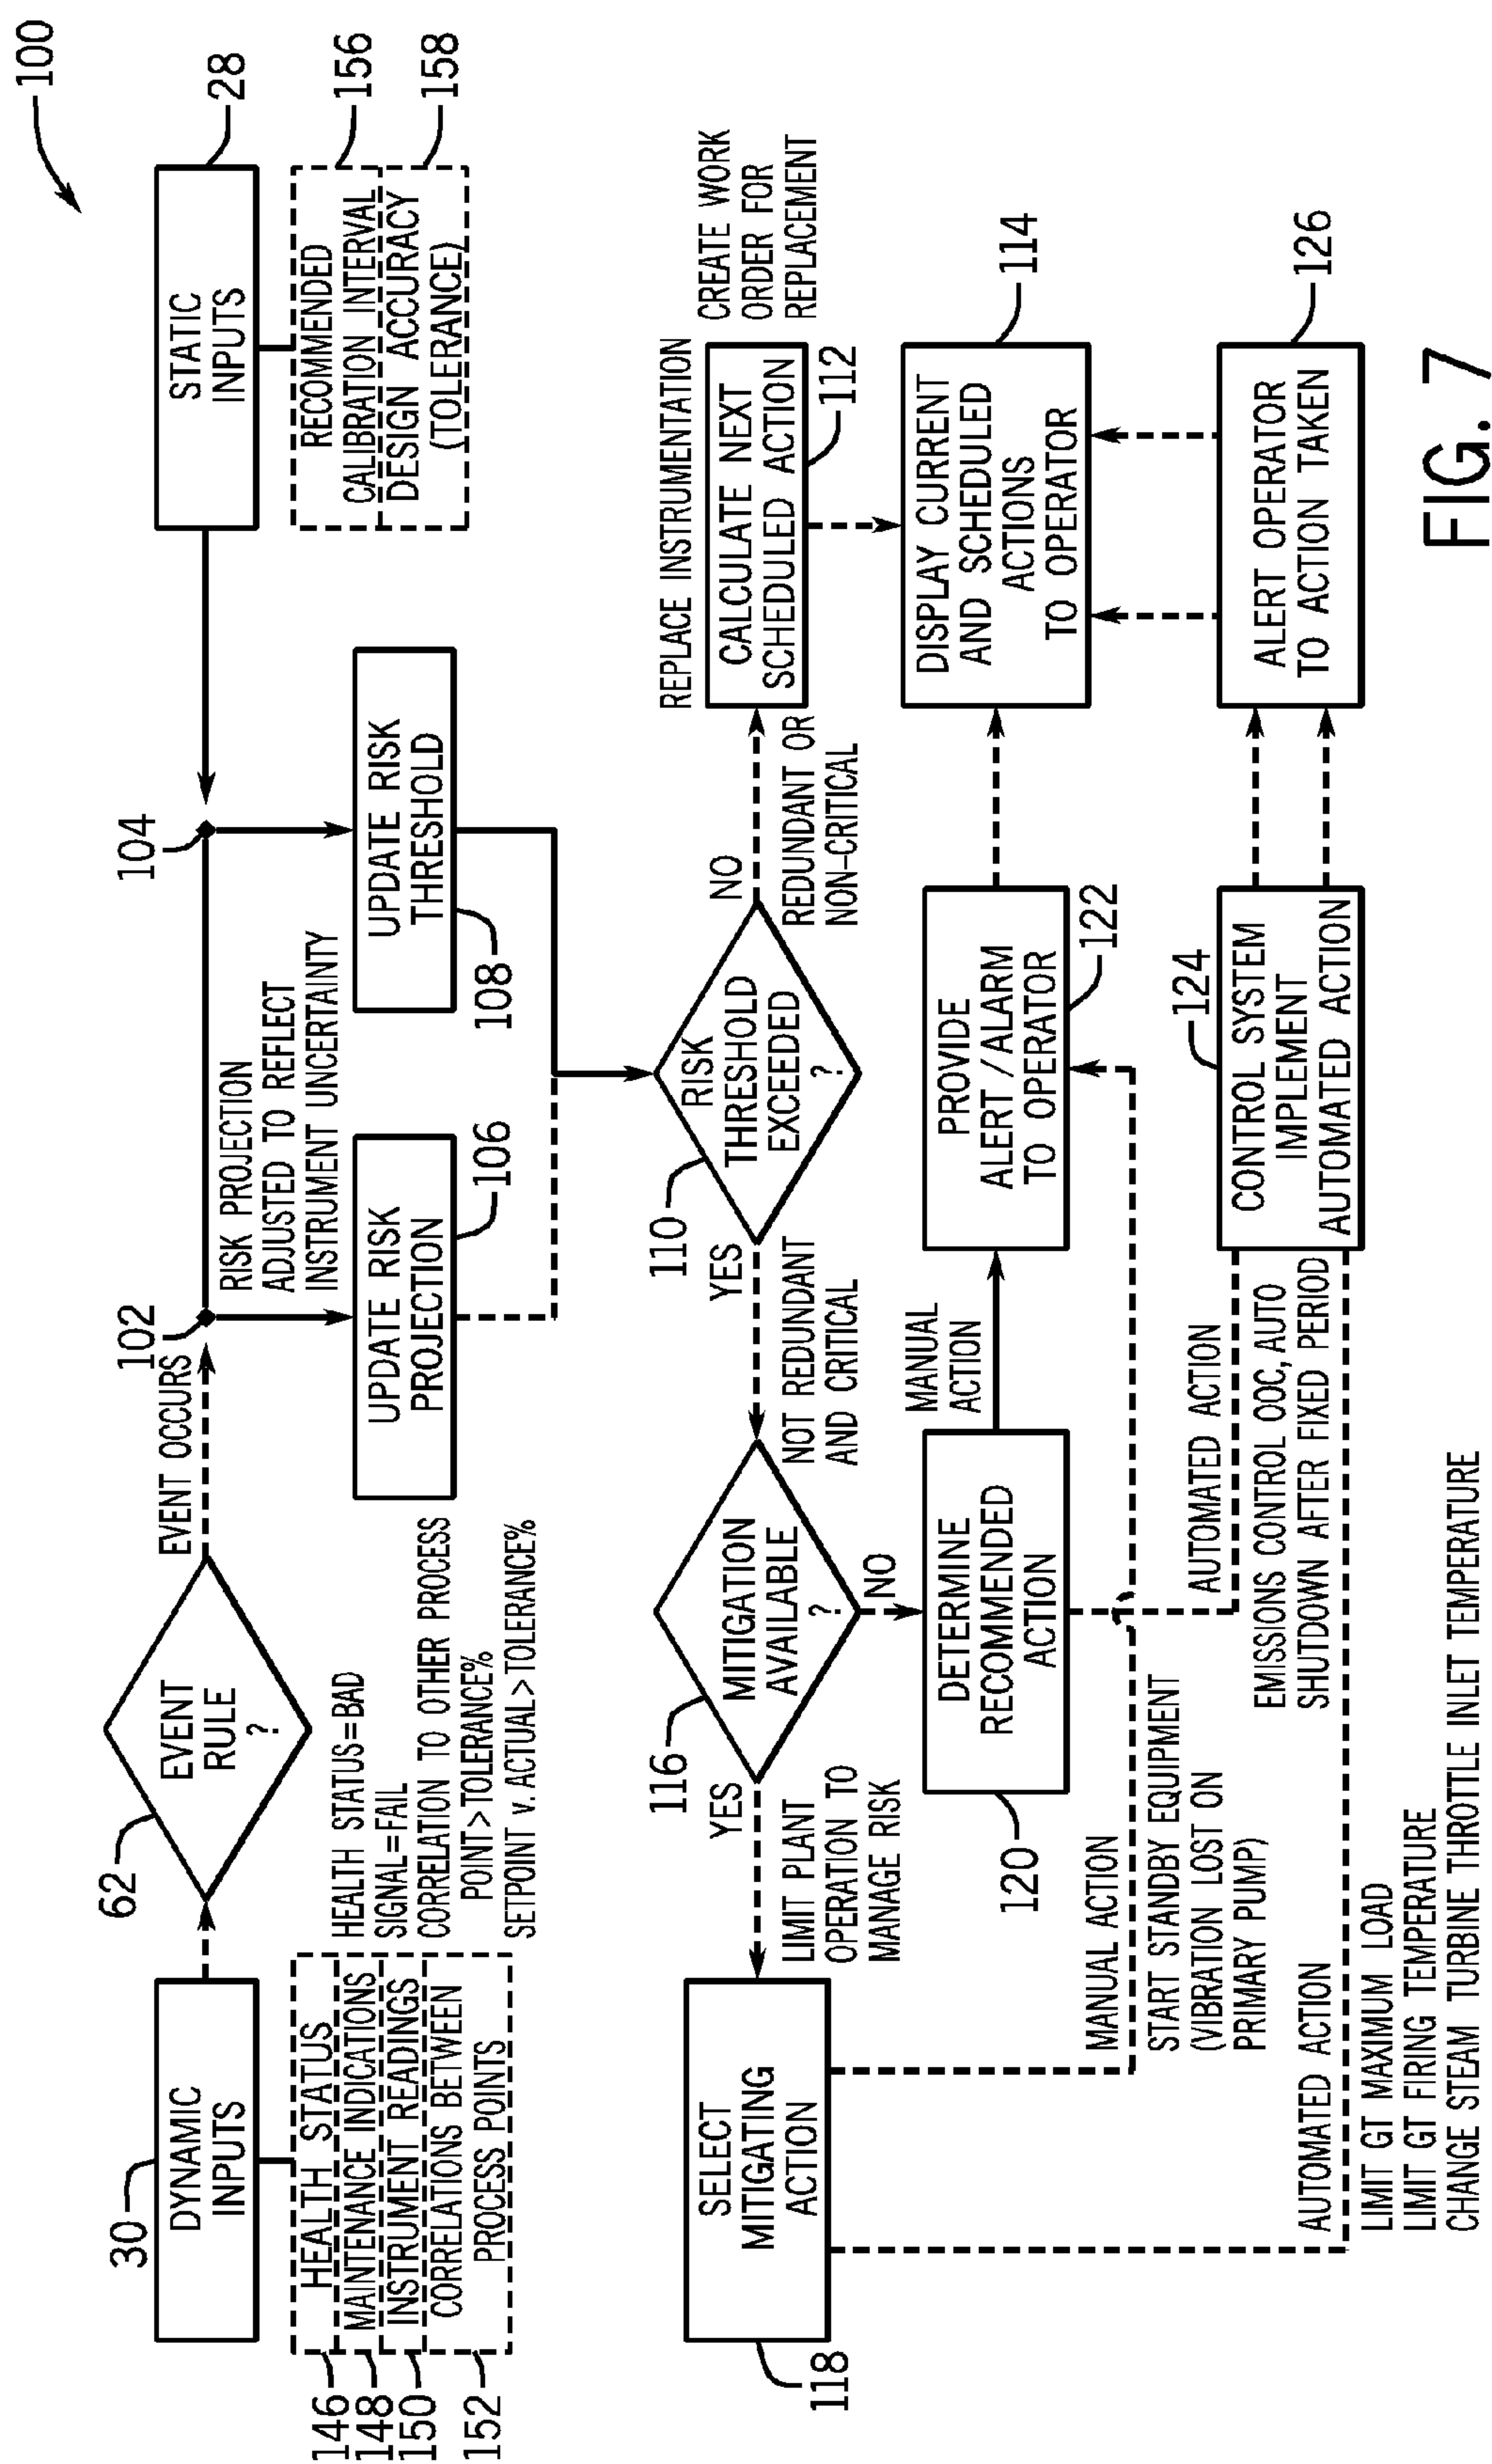 100
30
DYNAMIC
INPUTS
146
HEALTH STATUS
148
MAINTENANCE INDICATIONS
150
INSTRUMENT READINGS
152
CORRELATIONS BETWEEN
PROCESS POINTS
62
EVENT
RULE
?
HEALTH STATUS=BAD
SIGNAL=FAIL
CORRELATION TO OTHER PROCESS
POINT>TOLERANCE%
SETPOINT v. ACTUAL>TOLERANCE%
EVENT OCCURS
102
RISK PROJECTION
ADJUSTED TO REFLECT
INSTRUMENT UNCERTAINTY
UPDATE RISK
PROJECTION
106
104
UPDATE RISK
THRESHOLD
108
STATIC
INPUTS
28
RECOMMENDED
CALIBRATION INTERVAL
156
DESIGN ACCURACY
(TOLERANCE)
158
SELECT
MITIGATING
ACTION
118
YES
LIMIT PLANT
OPERATION TO
MANAGE RISK
116
MITIGATION
AVAILABLE
?
NO
YES
NOT REDUNDANT
AND CRITICAL
110
RISK
THRESHOLD
EXCEEDED
?
NO
REDUNDANT OR
NON-CRITICAL
REPLACE INSTRUMENTATION
CALCULATE NEXT
SCHEDULED ACTION
112
CREATE WORK
ORDER FOR
REPLACEMENT
DETERMINE
RECOMMENDED
ACTION
120
MANUAL
ACTION
PROVIDE
ALERT/ALARM
TO OPERATOR
122
DISPLAY CURRENT
AND SCHEDULED
ACTIONS
TO OPERATOR
114
MANUAL ACTION
START STANDBY EQUIPMENT
(VIBRATION LOST ON
PRIMARY PUMP)
AUTOMATED ACTION
EMISSIONS CONTROL OOC, AUTO
SHUTDOWN AFTER FIXED PERIOD
124
CONTROL SYSTEM
IMPLEMENT
AUTOMATED ACTION
ALERT OPERATOR
TO ACTION TAKEN
126
AUTOMATED ACTION
LIMIT GT MAXIMUM LOAD
LIMIT GT FIRING TEMPERATURE
CHANGE STEAM TURBINE THROTTLE INLET TEMPERATURE
FIG. 7